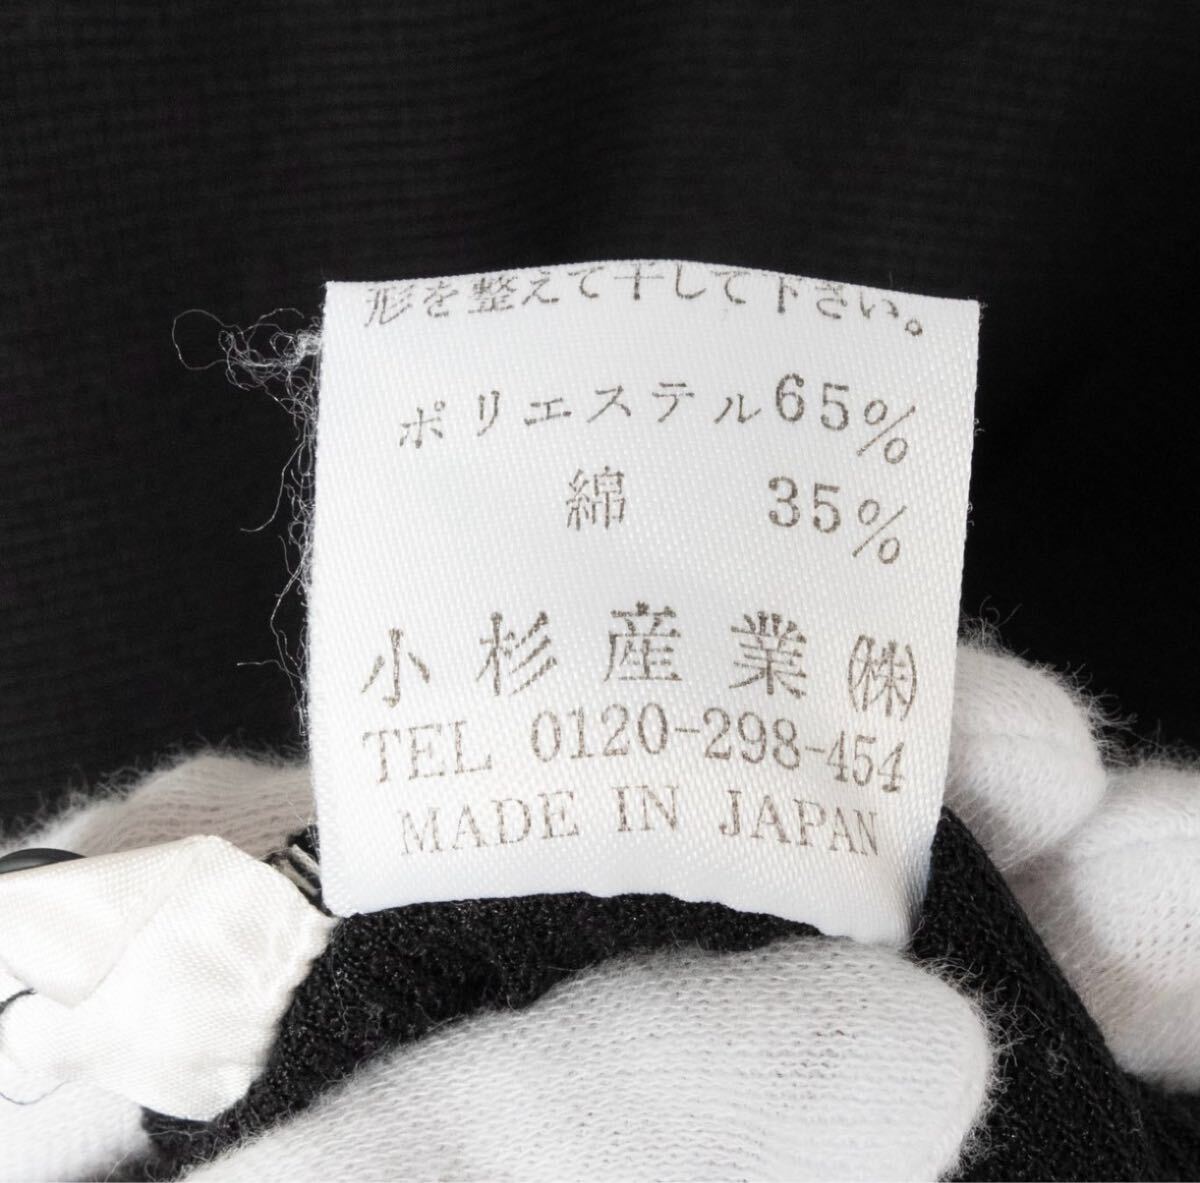 形を整えて干して下さい。
ポリエステル65%
綿 35%
小杉産業㈱
TEL 0120-298-454
MADE IN JAPAN